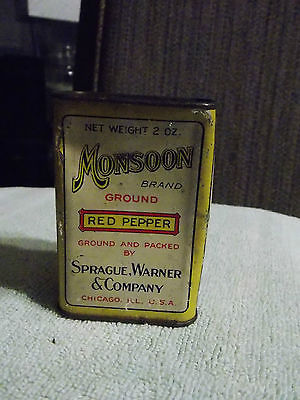 NET WEIGHT 2 OZ.
MONSOON
BRAND
GROUND
RED PEPPER
GROUND AND PACKED
BY
SPRAGUE, WARNER
& COMPANY
CHICAGO, ILL., U.S.A.